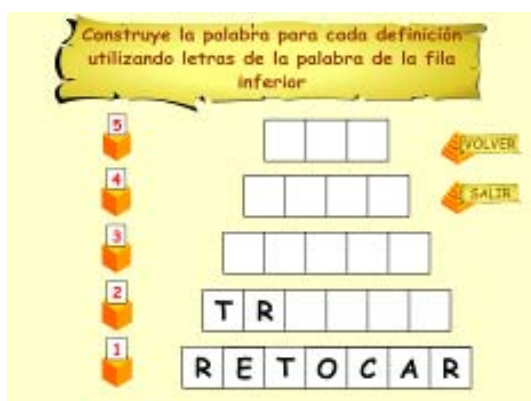 Construye la palabra para cada definición
utilizando letras de la palabra de la fila
inferior
5
VOLVER
4
SALIR
3
2
T R
1
R E T O C A R